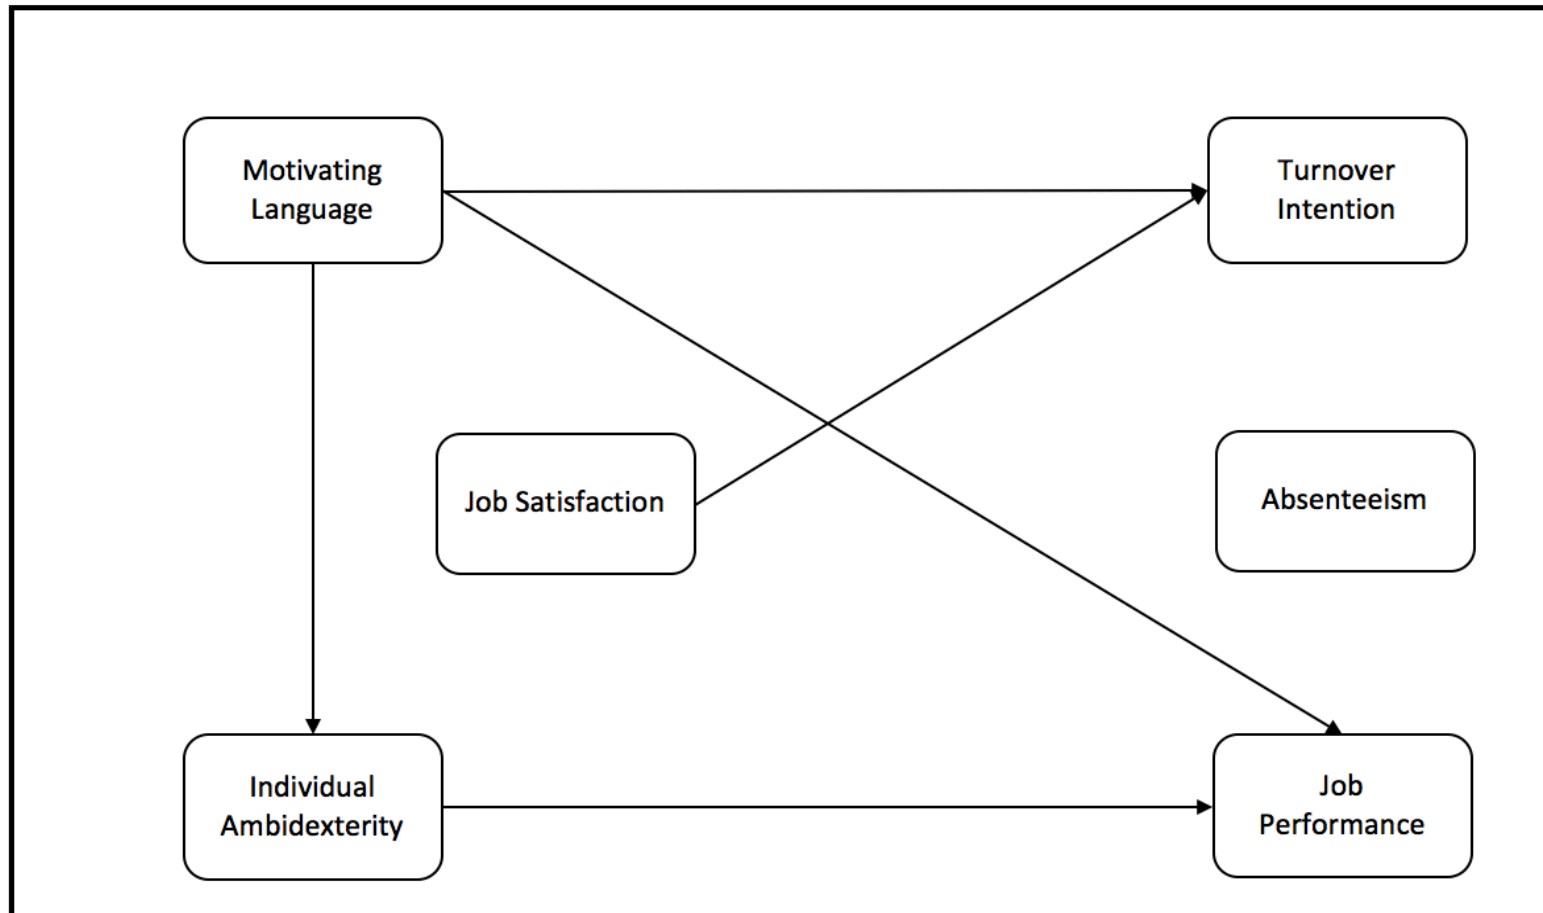 Motivating
Language
Turnover
Intention
Job Satisfaction
Absenteeism
Individual
Ambidexterity
Job
Performance